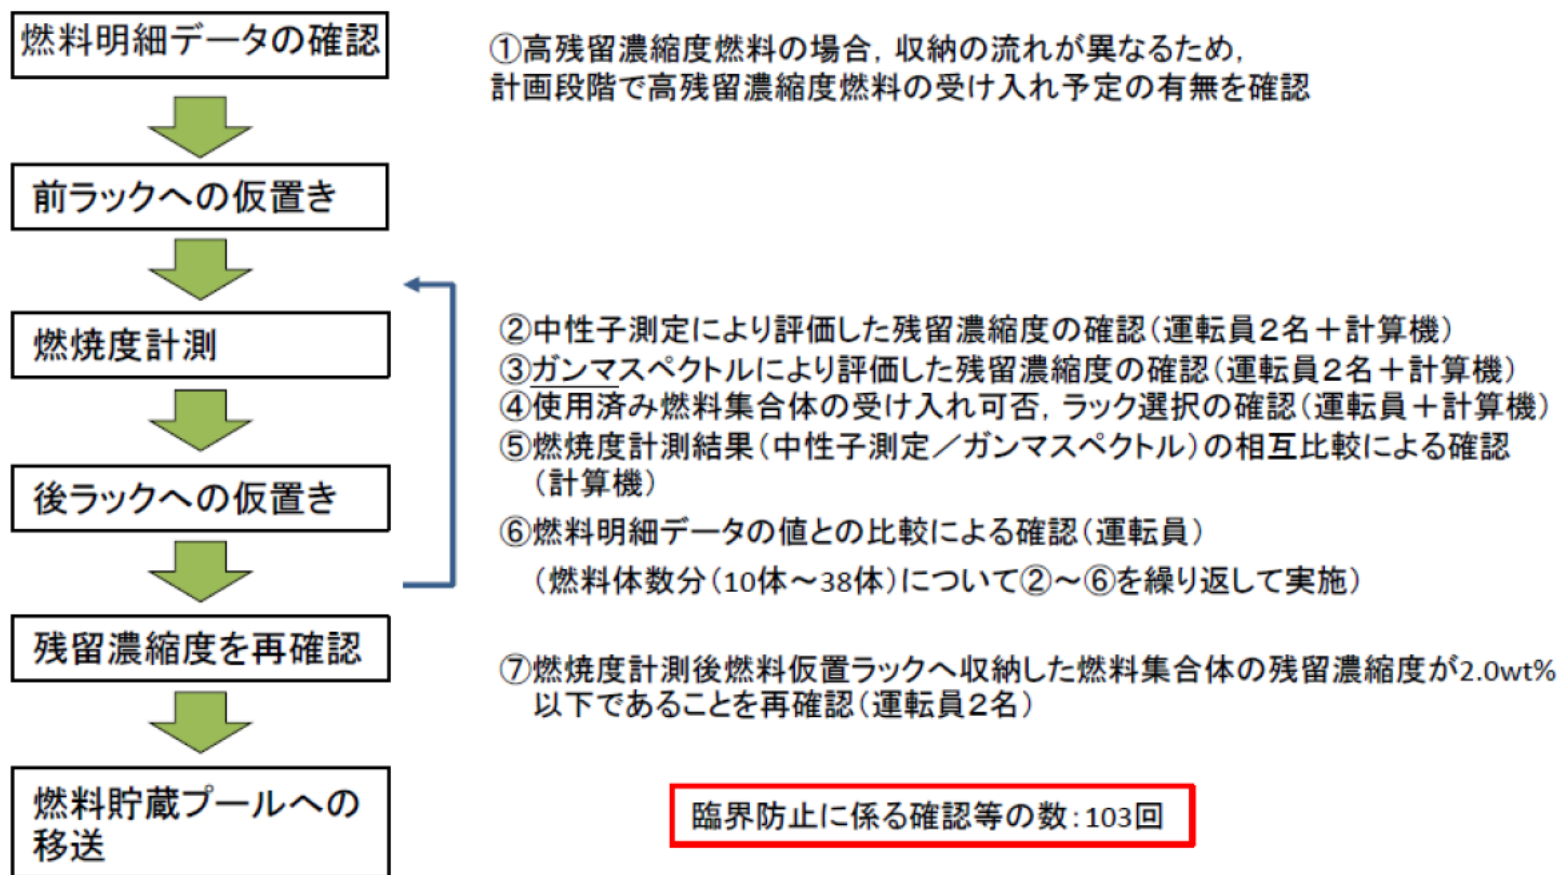 燃料明細データの確認
①高残留濃縮度燃料の場合，収納の流れが異なるため，
計画段階で高残留濃縮度燃料の受け入れ予定の有無を確認
前ラックへの仮置き
燃焼度計測
②中性子測定により評価した残留濃縮度の確認（運転員２名＋計算機）
③ガンマスペクトルにより評価した残留濃縮度の確認（運転員２名＋計算機）
④使用済み燃料集合体の受け入れ可否，ラック選択の確認（運転員＋計算機）
⑤燃焼度計測結果（中性子測定／ガンマスペクトル）の相互比較による確認
（計算機）
後ラックへの仮置き
⑥燃料明細データの値との比較による確認（運転員）
（燃料体数分（10体～38体）について②～⑥を繰り返して実施）
残留濃縮度を再確認
⑦燃焼度計測後燃料仮置ラックへ収納した燃料集合体の残留濃縮度が2.0wt%
以下であることを再確認（運転員２名）
燃料貯蔵プールへの
移送
臨界防止に係る確認等の数：103回